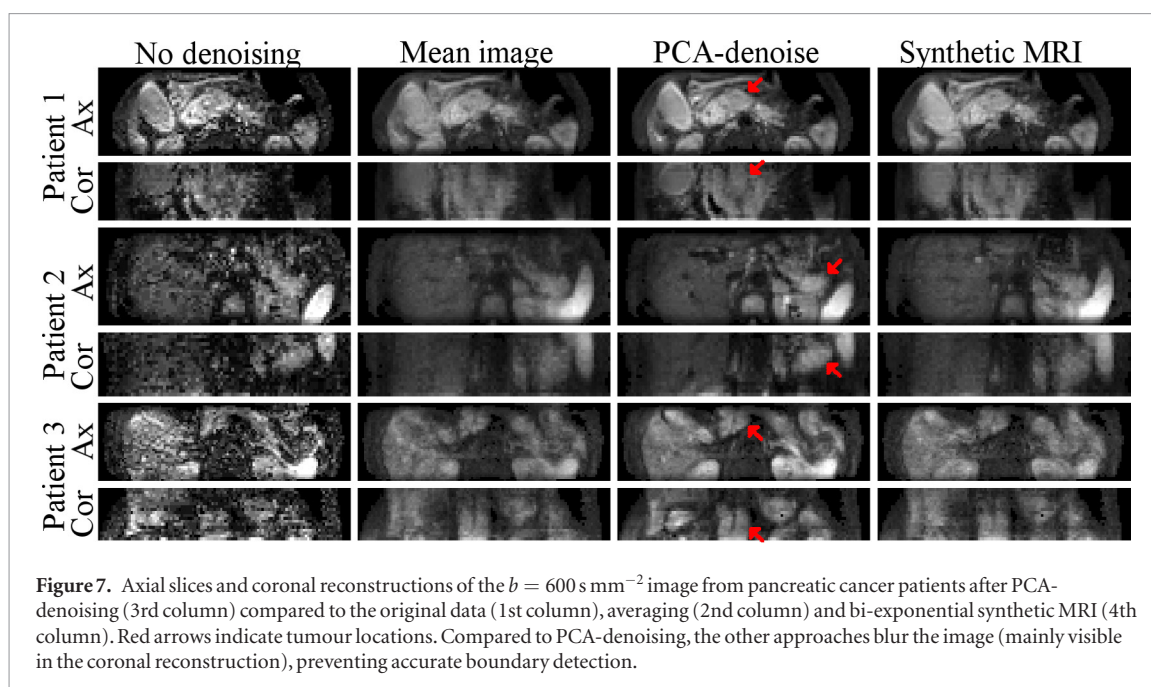 No denoising Mean image PCA-denoise Synthetic MRI
Patient 1
Ax
Cor
Patient 2
Ax
Cor
Patient 3
Ax
Cor
Figure 7. Axial slices and coronal reconstructions of the b = 600 s mm−2 image from pancreatic cancer patients after PCA-
denoising (3rd column) compared to the original data (1st column), averaging (2nd column) and bi-exponential synthetic MRI (4th
column). Red arrows indicate tumour locations. Compared to PCA-denoising, the other approaches blur the image (mainly visible
in the coronal reconstruction), preventing accurate boundary detection.